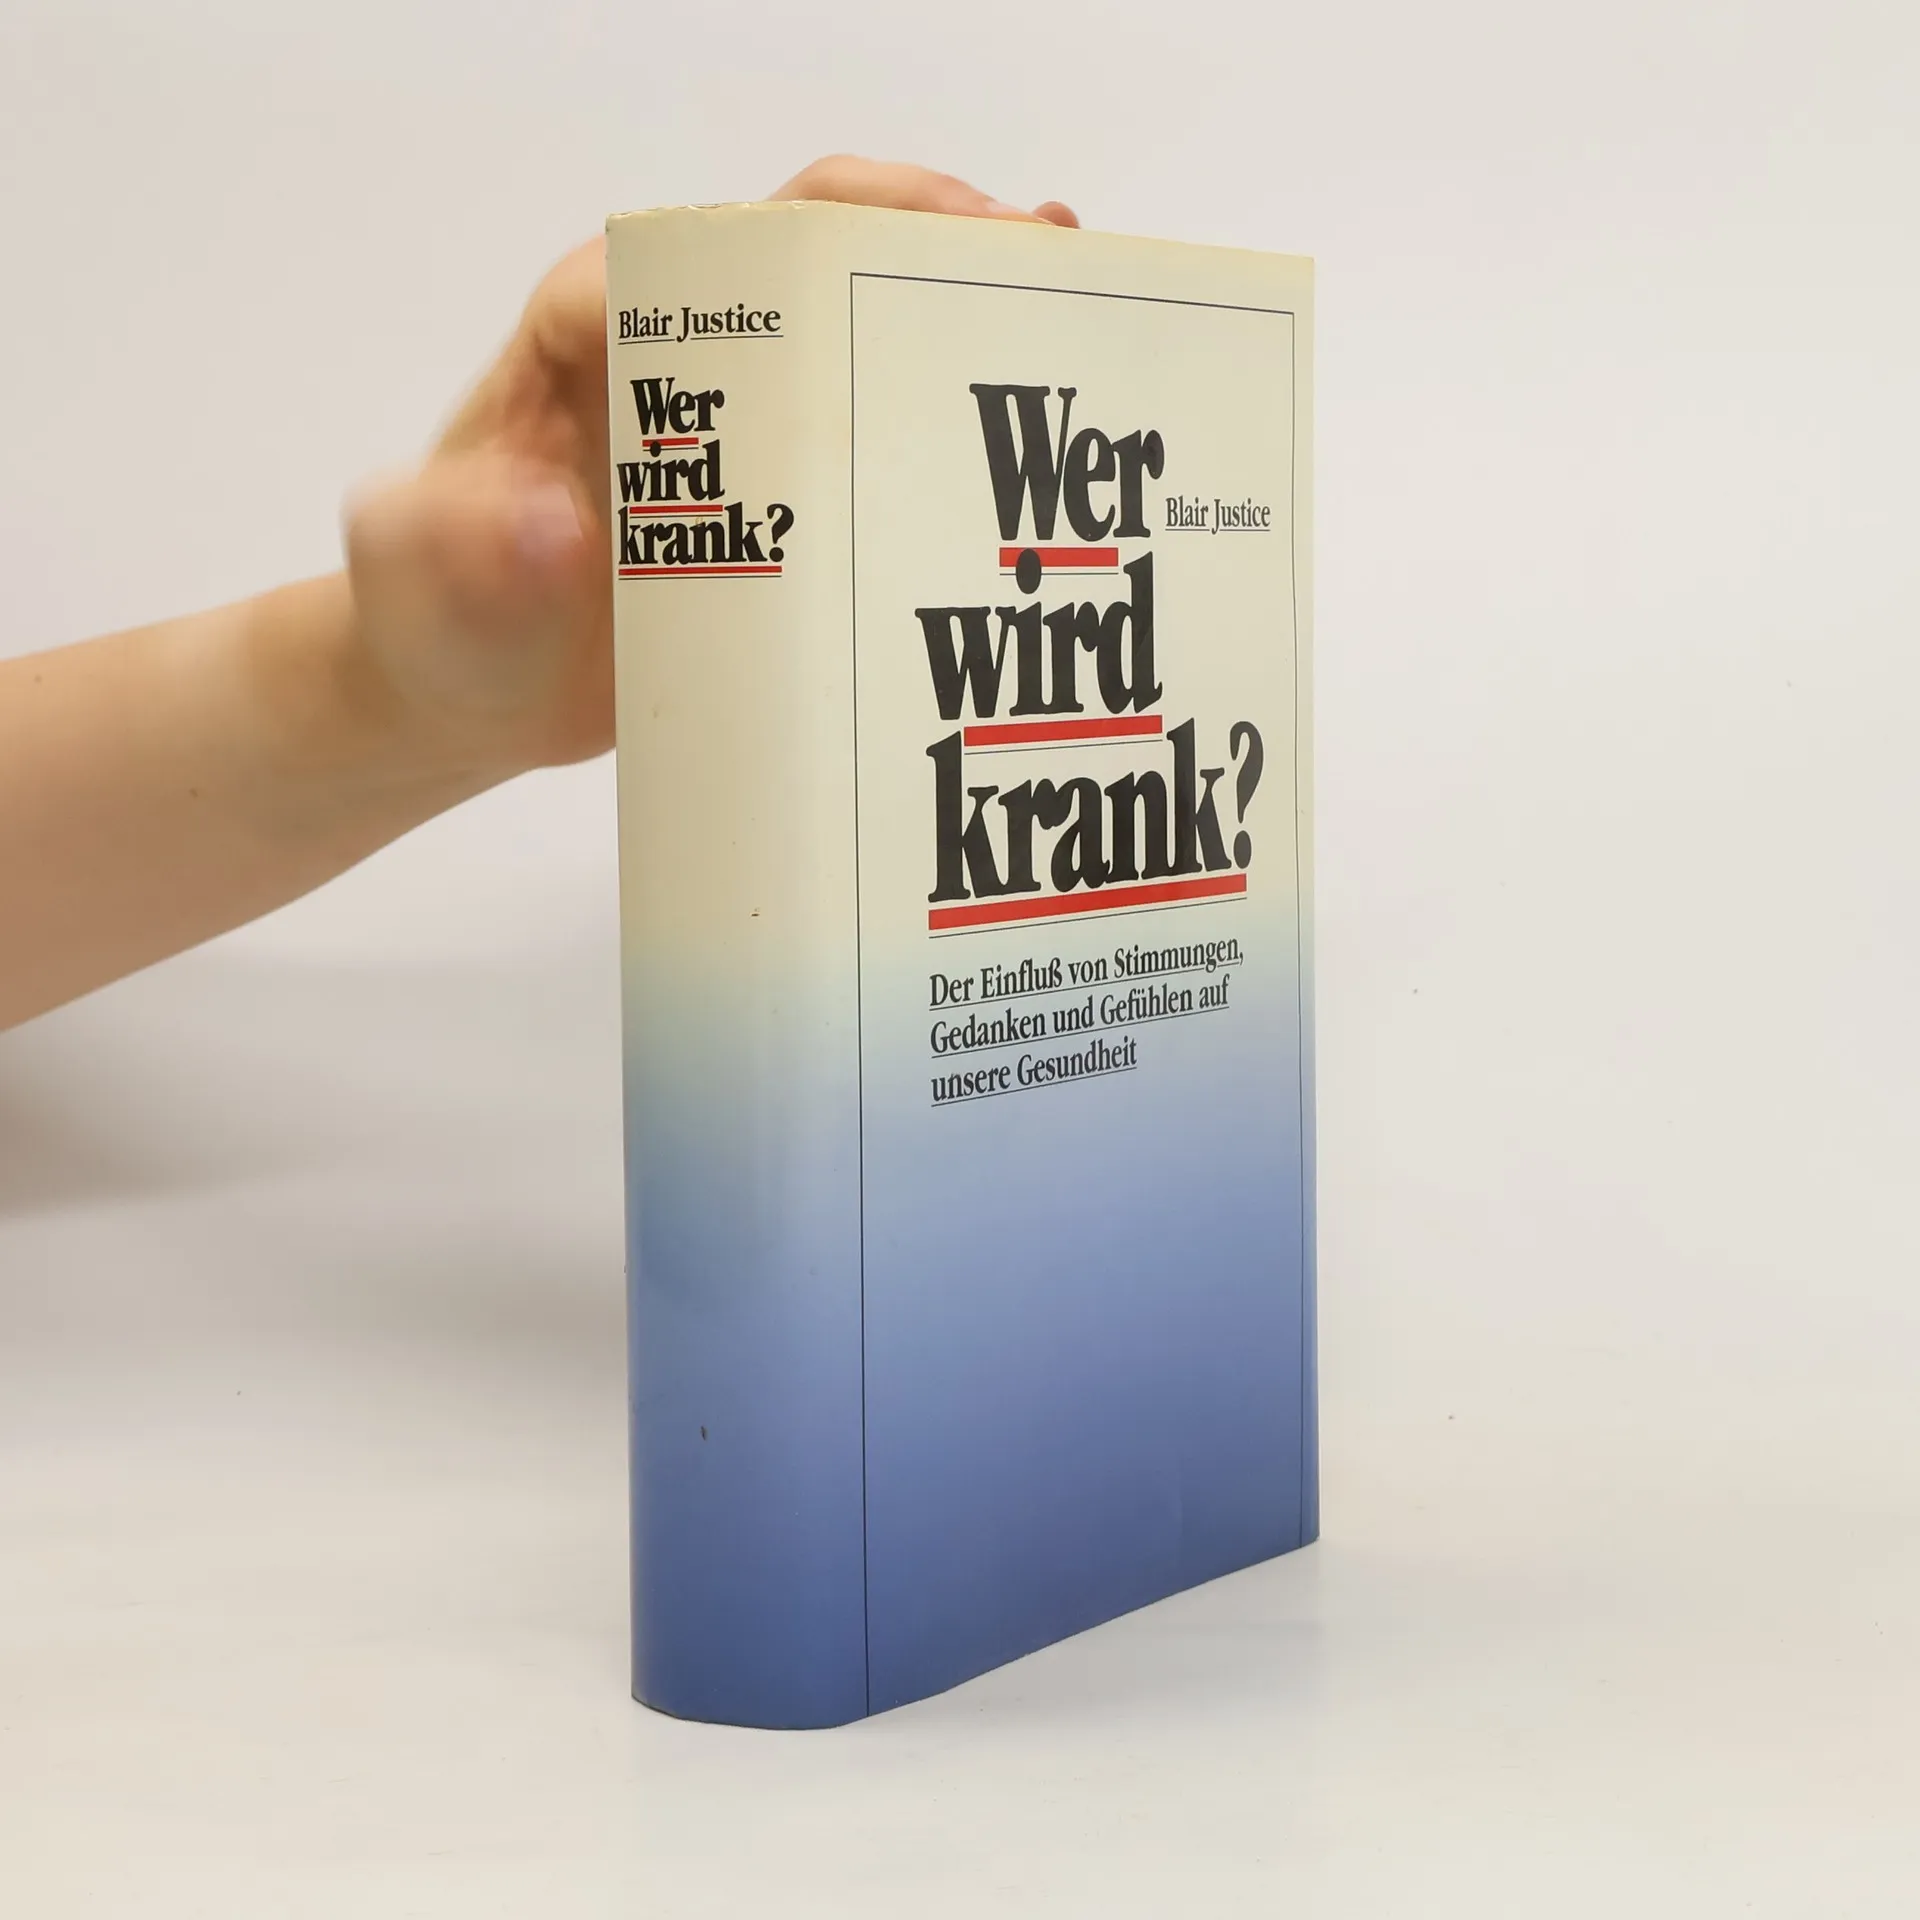 Blair Justice
Wer
wird
krank?
Wer
Blair Justice
wird
krank?
Der Einfluß von Stimmungen,
Gedanken und Gefühlen auf
unsere Gesundheit